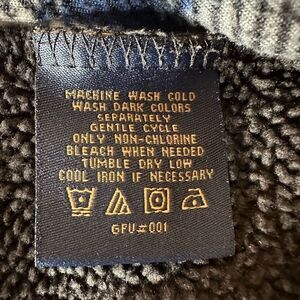 MACHINE WASH COLD
WASH DARK COLORS
SEPARATELY
GENTLE CYCLE
ONLY NON-CHLORINE
BLEACH WHEN NEEDED
TUMBLE DRY LOW
COOL IRON IF NECESSARY
GFU#001